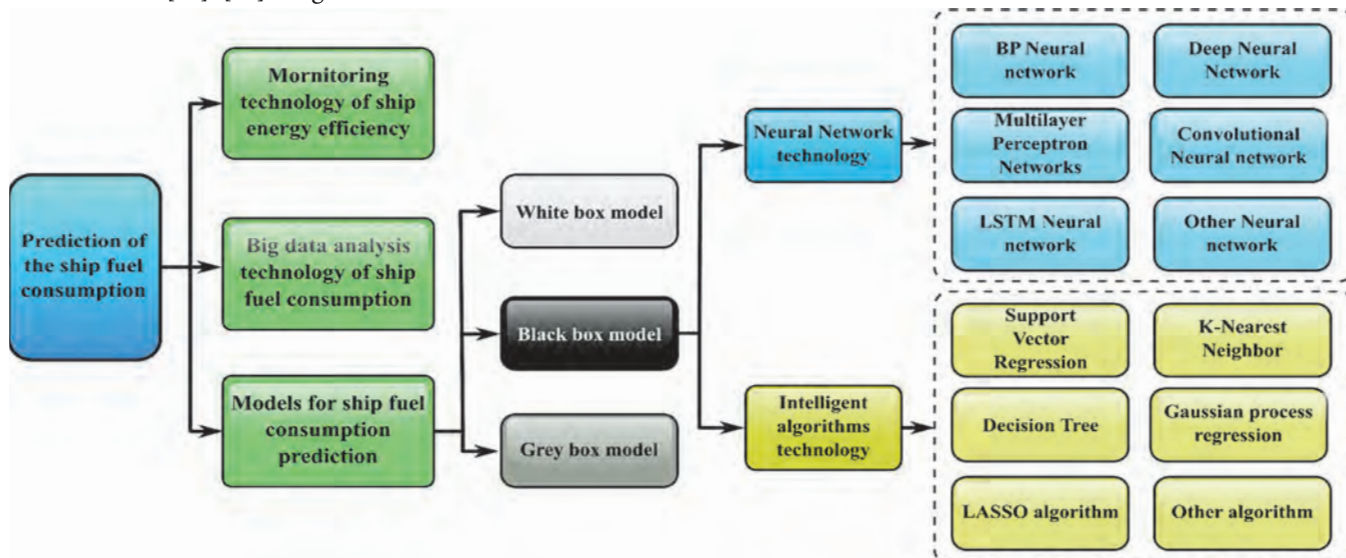 Prediction of
the ship fuel
consumption
Mornitoring
technology of ship
energy efficiency
Big data analysis
technology of ship
fuel consumption
Models for ship fuel
consumption
prediction
White box model
Black box model
Grey box model
Neural Network
technology
Intelligent
algorithms
technology
BP Neural
network
Deep Neural
Network
Multilayer
Perceptron
Networks
Convolutional
Neural network
LSTM Neural
network
Other Neural
network
Support
Vector
Regression
K-Nearest
Neighbor
Decision Tree
Gaussian process
regression
LASSO algorithm
Other algorithm